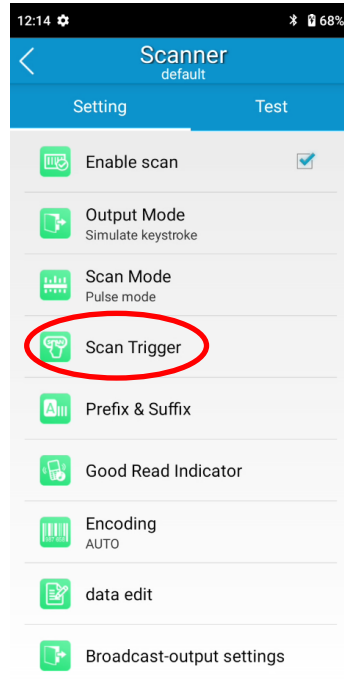 12:14 68%
Scanner
default
Setting Test
Enable scan
Output Mode
Simulate keystroke
Scan Mode
Pulse mode
Scan Trigger
Prefix & Suffix
Good Read Indicator
Encoding
AUTO
data edit
Broadcast-output settings